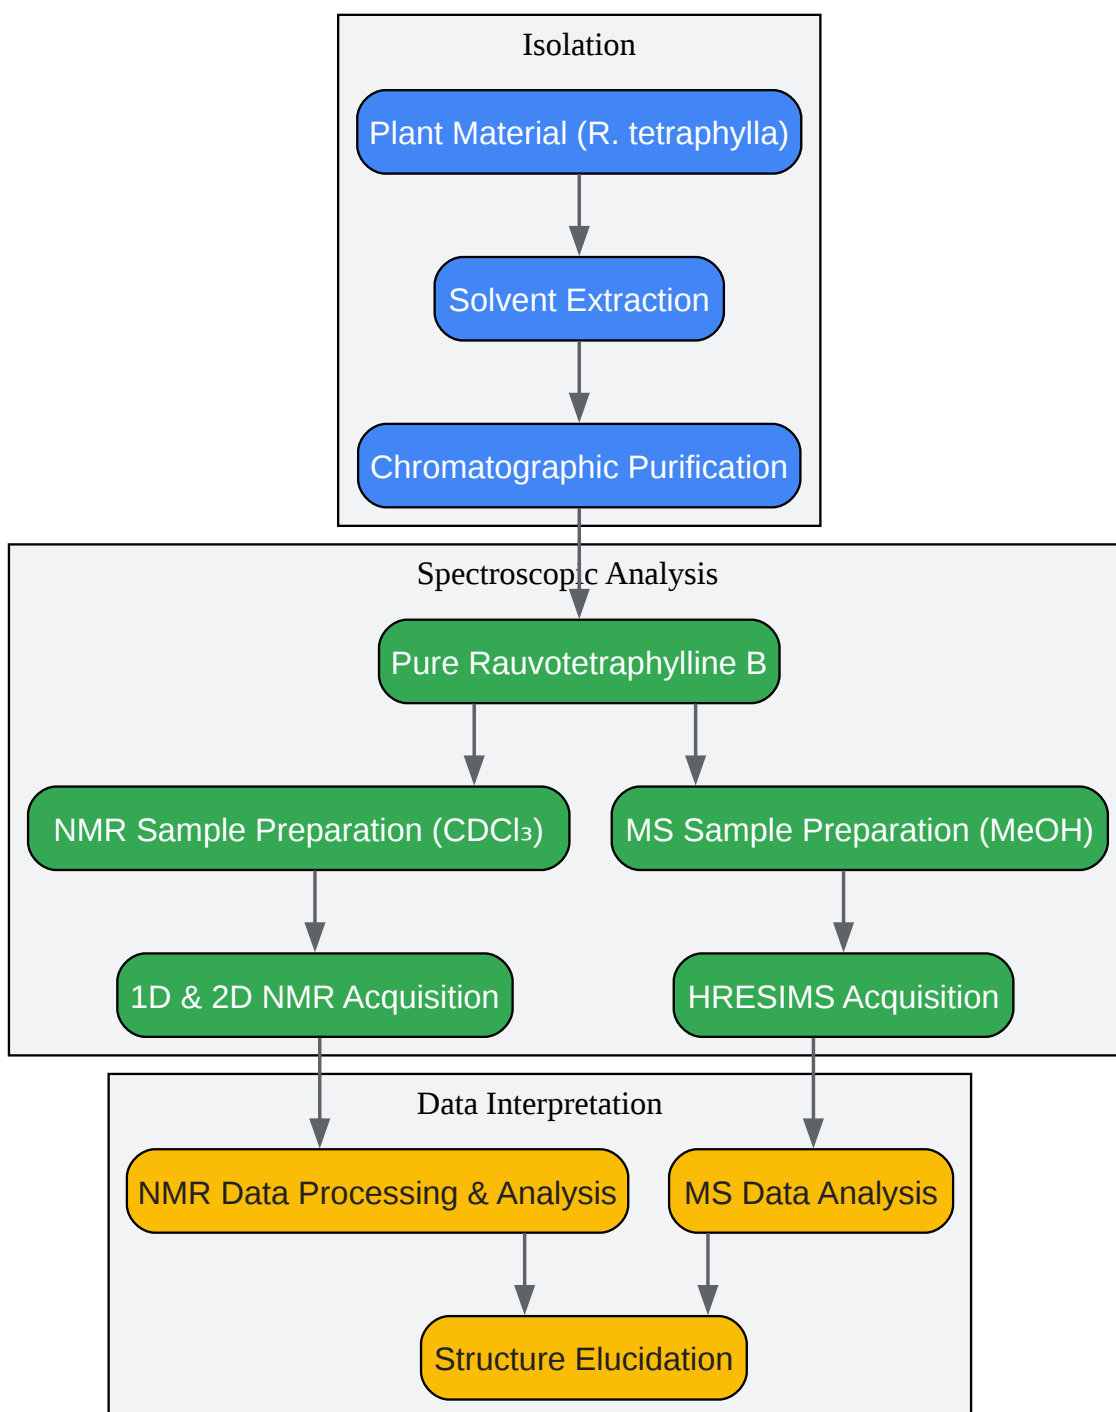 Isolation
Plant Material (R. tetraphylla)
Solvent Extraction
Chromatographic Purification
Spectroscopic Analysis
Pure Rauvotetraphylline B
NMR Sample Preparation (CDCl₃)
MS Sample Preparation (MeOH)
1D & 2D NMR Acquisition
HRESIMS Acquisition
Data Interpretation
NMR Data Processing & Analysis
MS Data Analysis
Structure Elucidation